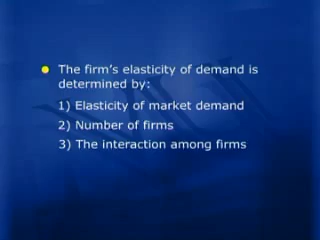 The firm's elasticity of demand is
determined by:
1) Elasticity of market demand
2) Number of firms
3) The interaction among firms